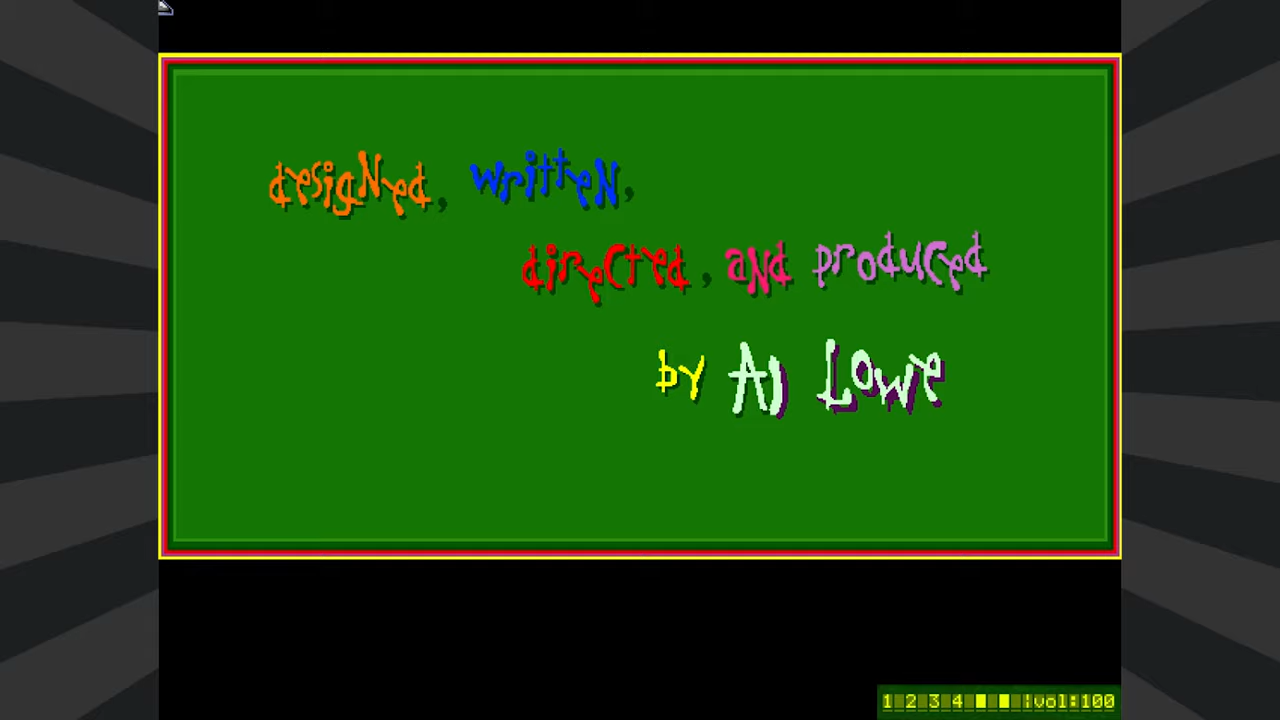 designed, written,
directed, and produced
by Al Lowe
1 2 3 4 |vol:100